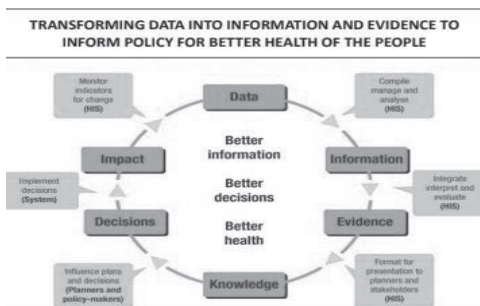 TRANSFORMING DATA INTO INFORMATION AND EVIDENCE TO
INFORM POLICY FOR BETTER HEALTH OF THE PEOPLE
Monitor
indicators
for change
(HIS)
Data
Compile
manage and
analyse
(HIS)
Impact
Better
information
Information
Implement
decisions
(System)
Better
decisions
Integrate
interpret and
evaluate
(HIS)
Decisions
Better
health
Evidence
Influence plans
and decisions
(Planners and
policy-makers)
Knowledge
Format for
presentation to
planners and
stakeholders
(HIS)